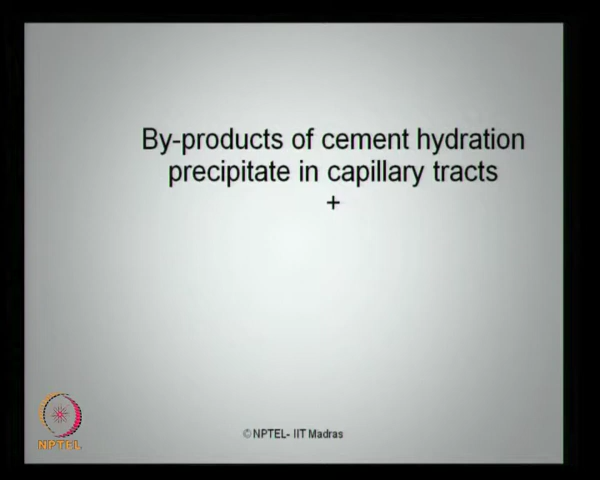 By-products of cement hydration
precipitate in capillary tracts
+
NPTEL
© NPTEL- IIT Madras